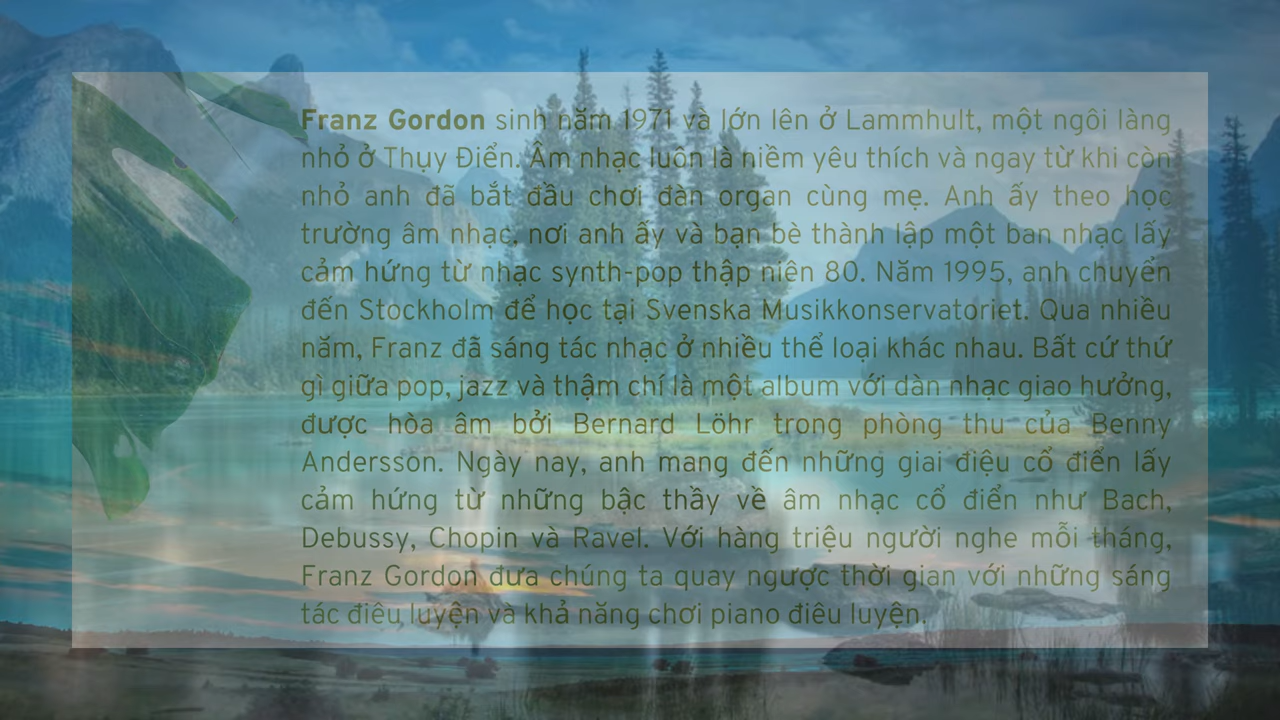 Franz Gordon sinh năm 1971 và lớn lên ở Lammhult, một ngôi làng
nhỏ ở Thụy Điển. Âm nhạc luôn là niềm yêu thích và ngay từ khi còn
nhỏ anh đã bắt đầu chơi đàn organ cùng mẹ. Anh ấy theo học
trường âm nhạc, nơi anh ấy và bạn bè thành lập một ban nhạc lấy
cảm hứng từ nhạc synth-pop thập niên 80. Năm 1995, anh chuyển
đến Stockholm để học tại Svenska Musikkonservatoriet. Qua nhiều
năm, Franz đã sáng tác nhạc ở nhiều thể loại khác nhau. Bất cứ thứ
gì giữa pop, jazz và thậm chí là một album với dàn nhạc giao hưởng,
được hòa âm bởi Bernard Löhr trong phòng thu của Benny
Andersson. Ngày nay, anh mang đến những giai điệu cổ điển lấy
cảm hứng từ những bậc thầy về âm nhạc cổ điển như Bach,
Debussy, Chopin và Ravel. Với hàng triệu người nghe mỗi tháng,
Franz Gordon đưa chúng ta quay ngược thời gian với những sáng
tác điêu luyện và khả năng chơi piano điêu luyện.